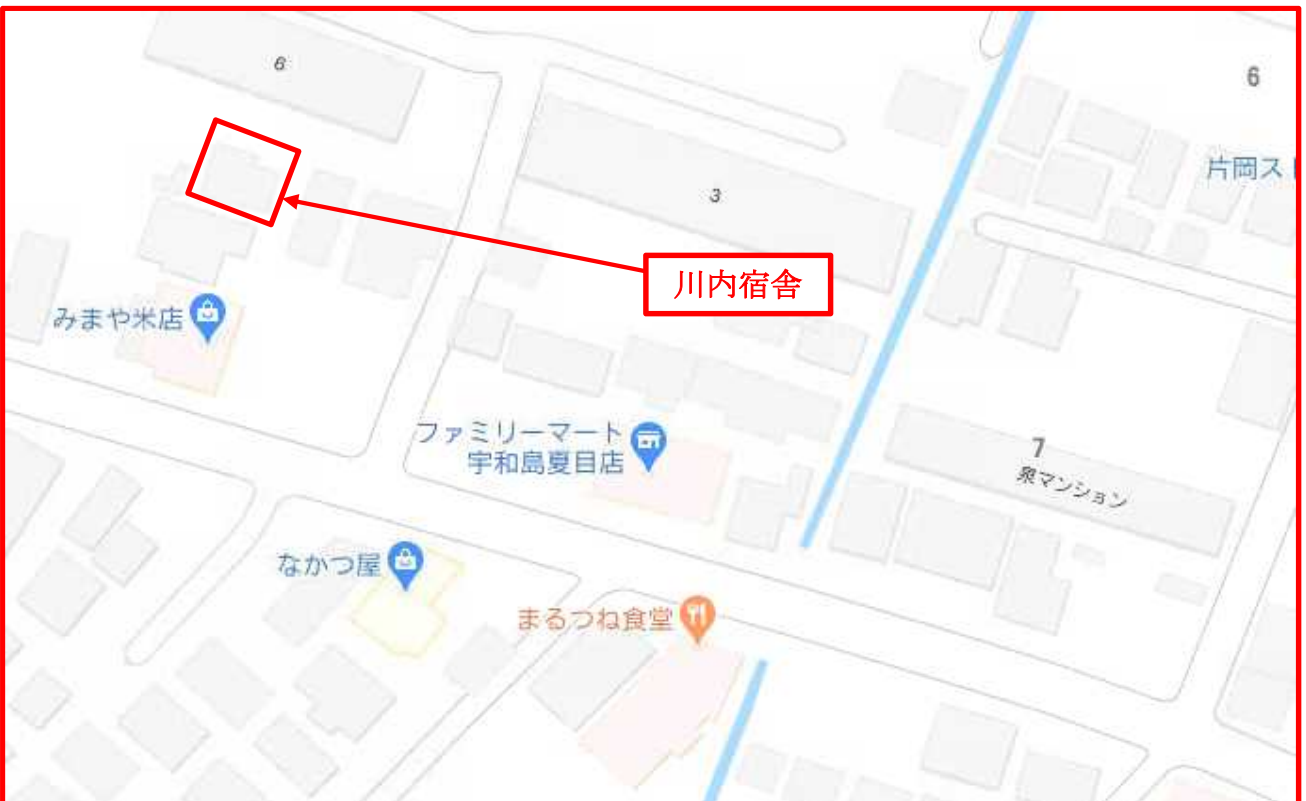 6
6
片岡ス
3
川内宿舎
みまや米店
ファミリーマート
宇和島夏目店
7
泉マンション
なかつ屋
まるつね食堂